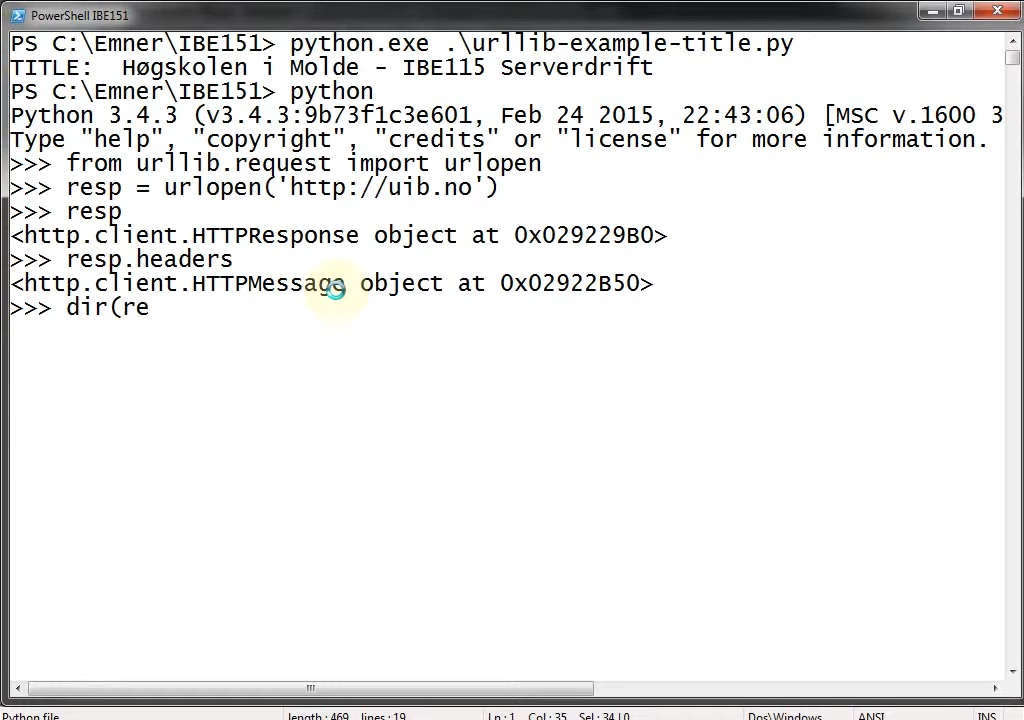 PowerShell IBE151
PS C:\Emner\IBE151> python.exe .\urllib-example-title.py
TITLE:  Høgskolen i Molde - IBE115 Serverdrift
PS C:\Emner\IBE151> python
Python 3.4.3 (v3.4.3:9b73f1c3e601, Feb 24 2015, 22:43:06) [MSC v.1600 3
Type "help", "copyright", "credits" or "license" for more information.
>>> from urllib.request import urlopen
>>> resp = urlopen('http://uib.no')
>>> resp
<http.client.HTTPResponse object at 0x029229B0>
>>> resp.headers
<http.client.HTTPMessage object at 0x02922B50>
>>> dir(re
Python file length : 469 lines : 19 Ln : 1 Col : 35 Sel : 34 | 0 Dos\Windows ANSI INS